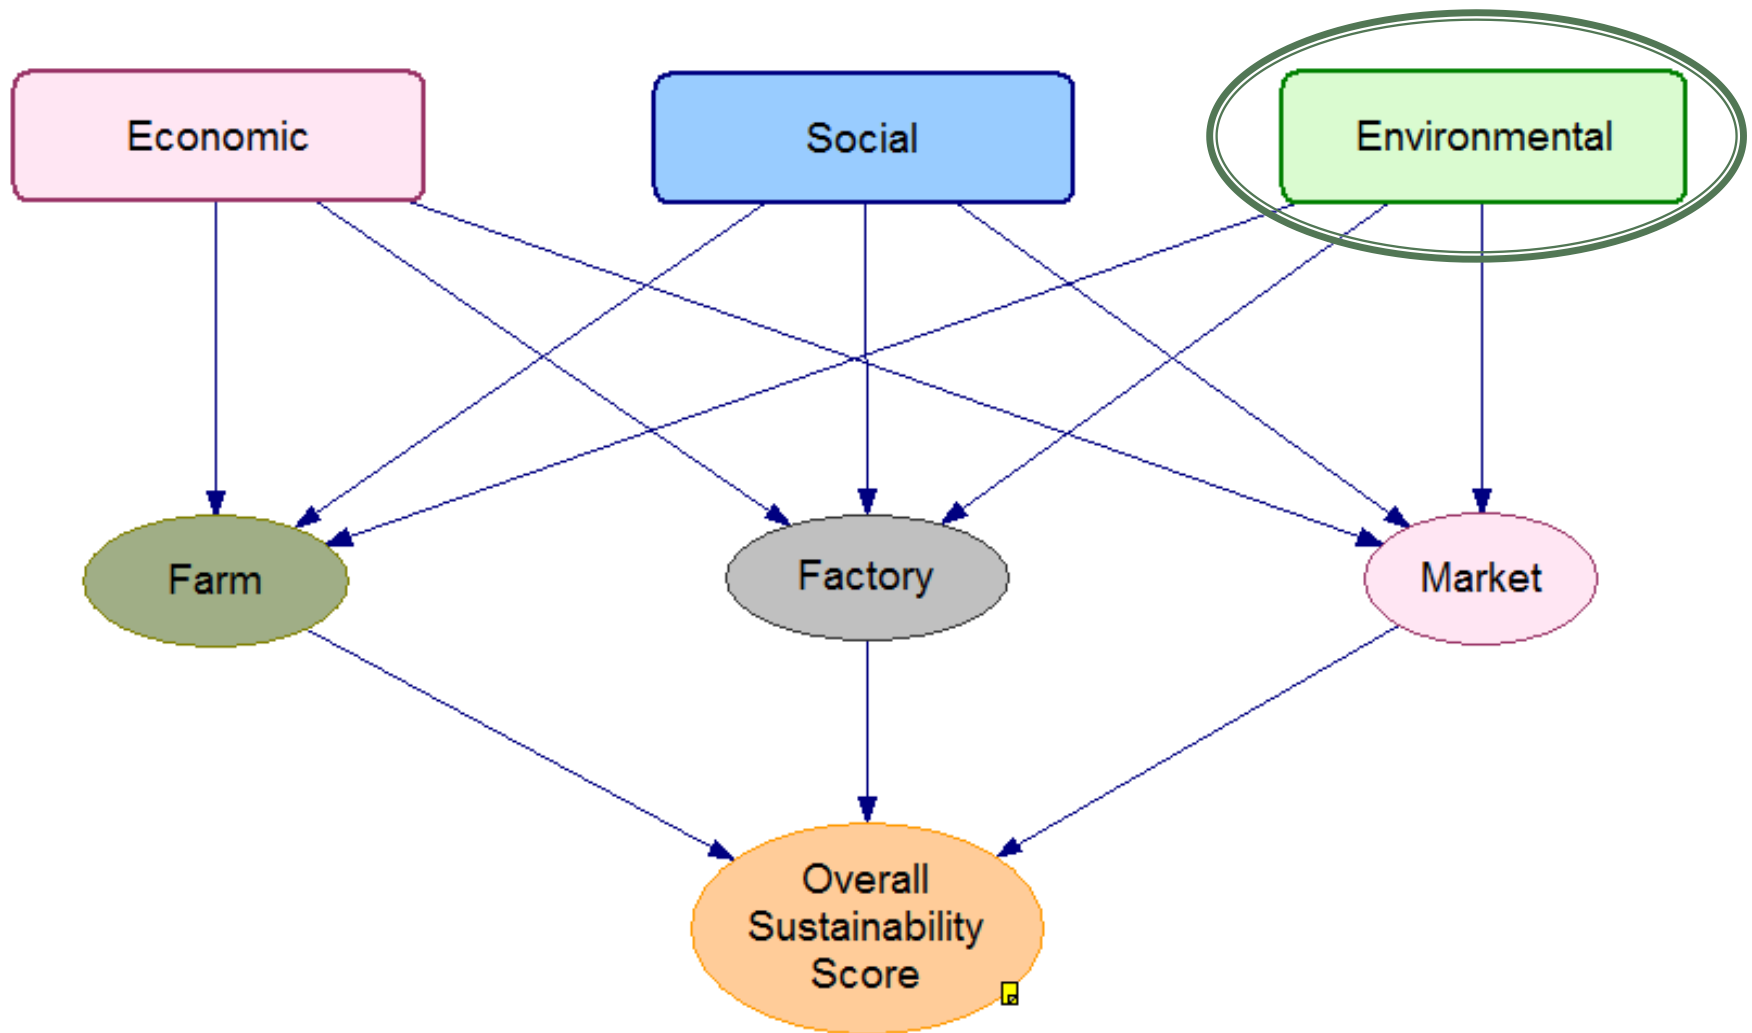 Economic
Social
Environmental
Farm
Factory
Market
Overall
Sustainability
Score